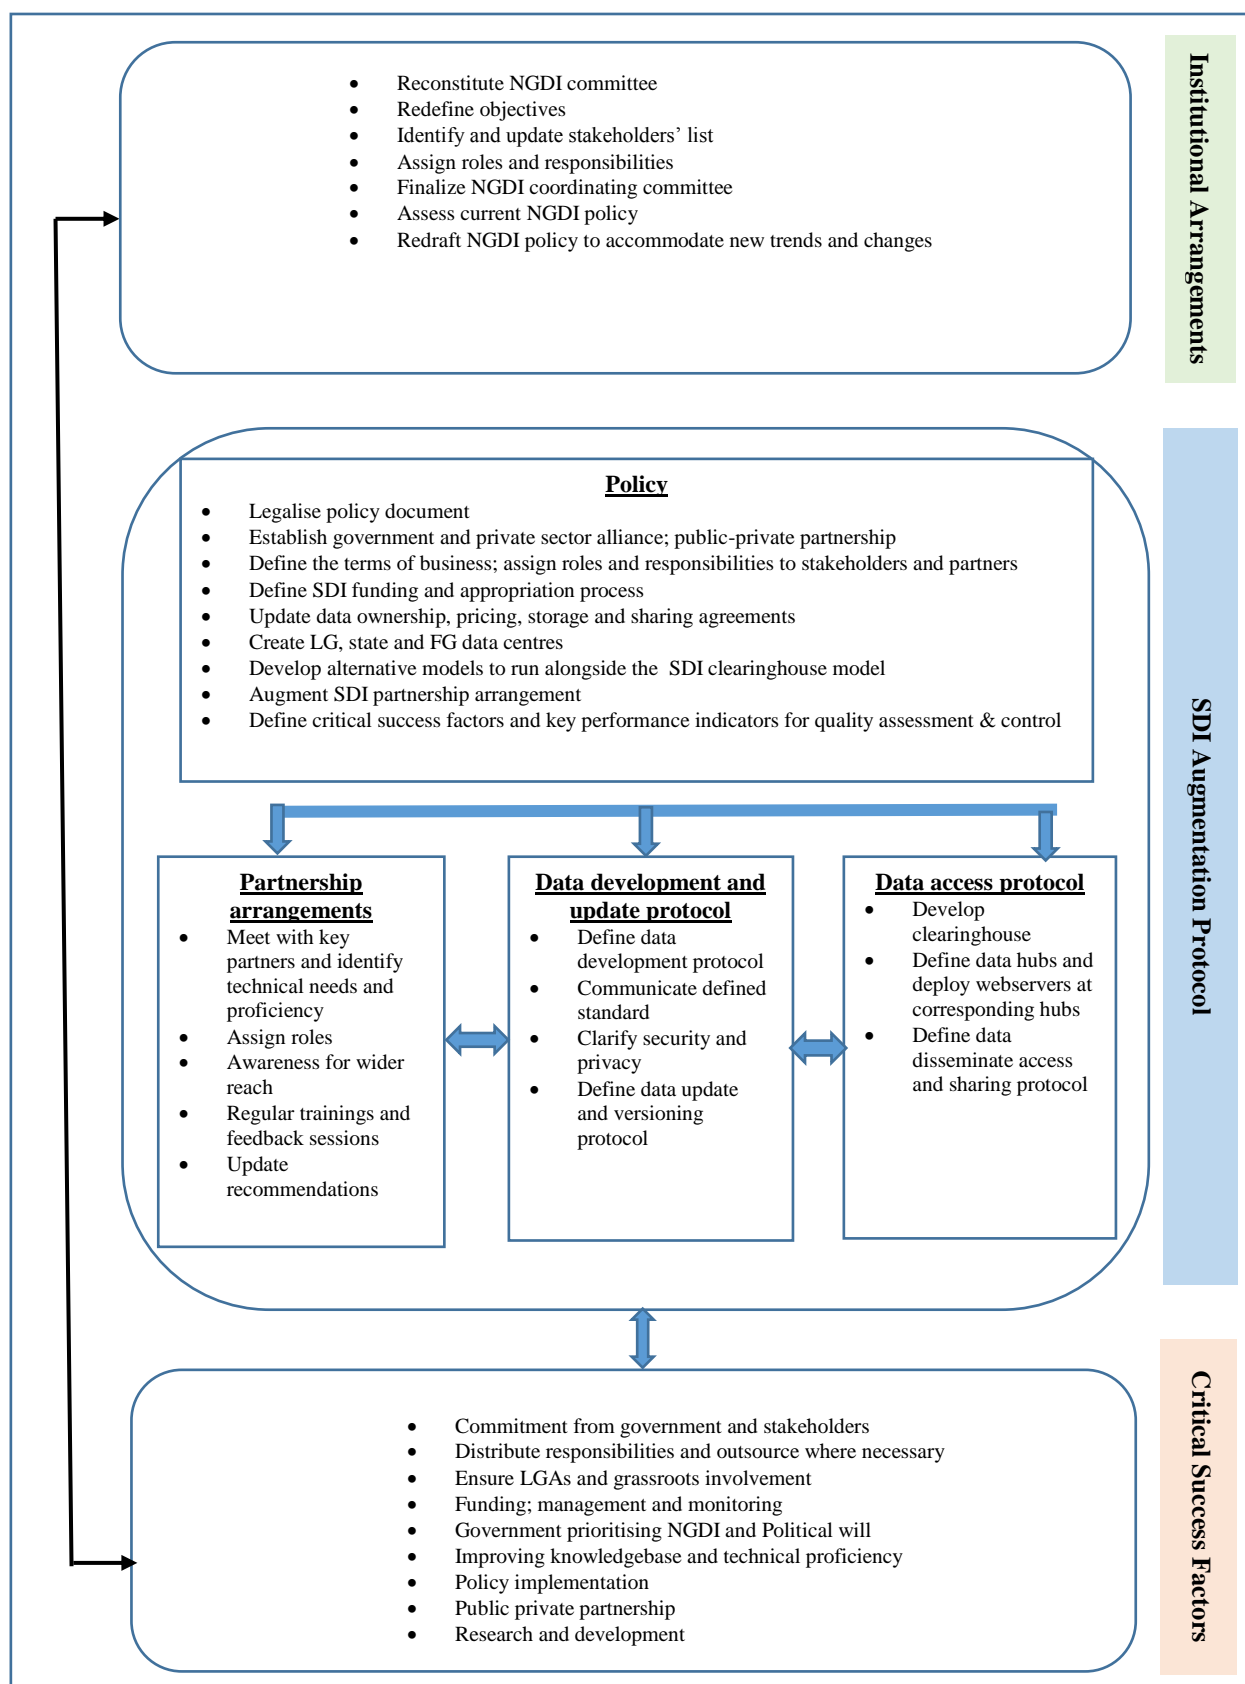 Institutional Arrangements
• Reconstitute NGDI committee
• Redefine objectives
• Identify and update stakeholders’ list
• Assign roles and responsibilities
• Finalize NGDI coordinating committee
• Assess current NGDI policy
• Redraft NGDI policy to accommodate new trends and changes
SDI Augmentation Protocol
Policy
• Legalise policy document
• Establish government and private sector alliance; public-private partnership
• Define the terms of business; assign roles and responsibilities to stakeholders and partners
• Define SDI funding and appropriation process
• Update data ownership, pricing, storage and sharing agreements
• Create LG, state and FG data centres
• Develop alternative models to run alongside the SDI clearinghouse model
• Augment SDI partnership arrangement
• Define critical success factors and key performance indicators for quality assessment & control
Partnership
arrangements
• Meet with key
partners and identify
technical needs and
proficiency
• Assign roles
• Awareness for wider
reach
• Regular trainings and
feedback sessions
• Update
recommendations
Data development and
update protocol
• Define data
development protocol
• Communicate defined
standard
• Clarify security and
privacy
• Define data update
and versioning
protocol
Data access protocol
• Develop
clearinghouse
• Define data hubs and
deploy webservers at
corresponding hubs
• Define data
disseminate access
and sharing protocol
Critical Success Factors
• Commitment from government and stakeholders
• Distribute responsibilities and outsource where necessary
• Ensure LGAs and grassroots involvement
• Funding; management and monitoring
• Government prioritising NGDI and Political will
• Improving knowledgebase and technical proficiency
• Policy implementation
• Public private partnership
• Research and development